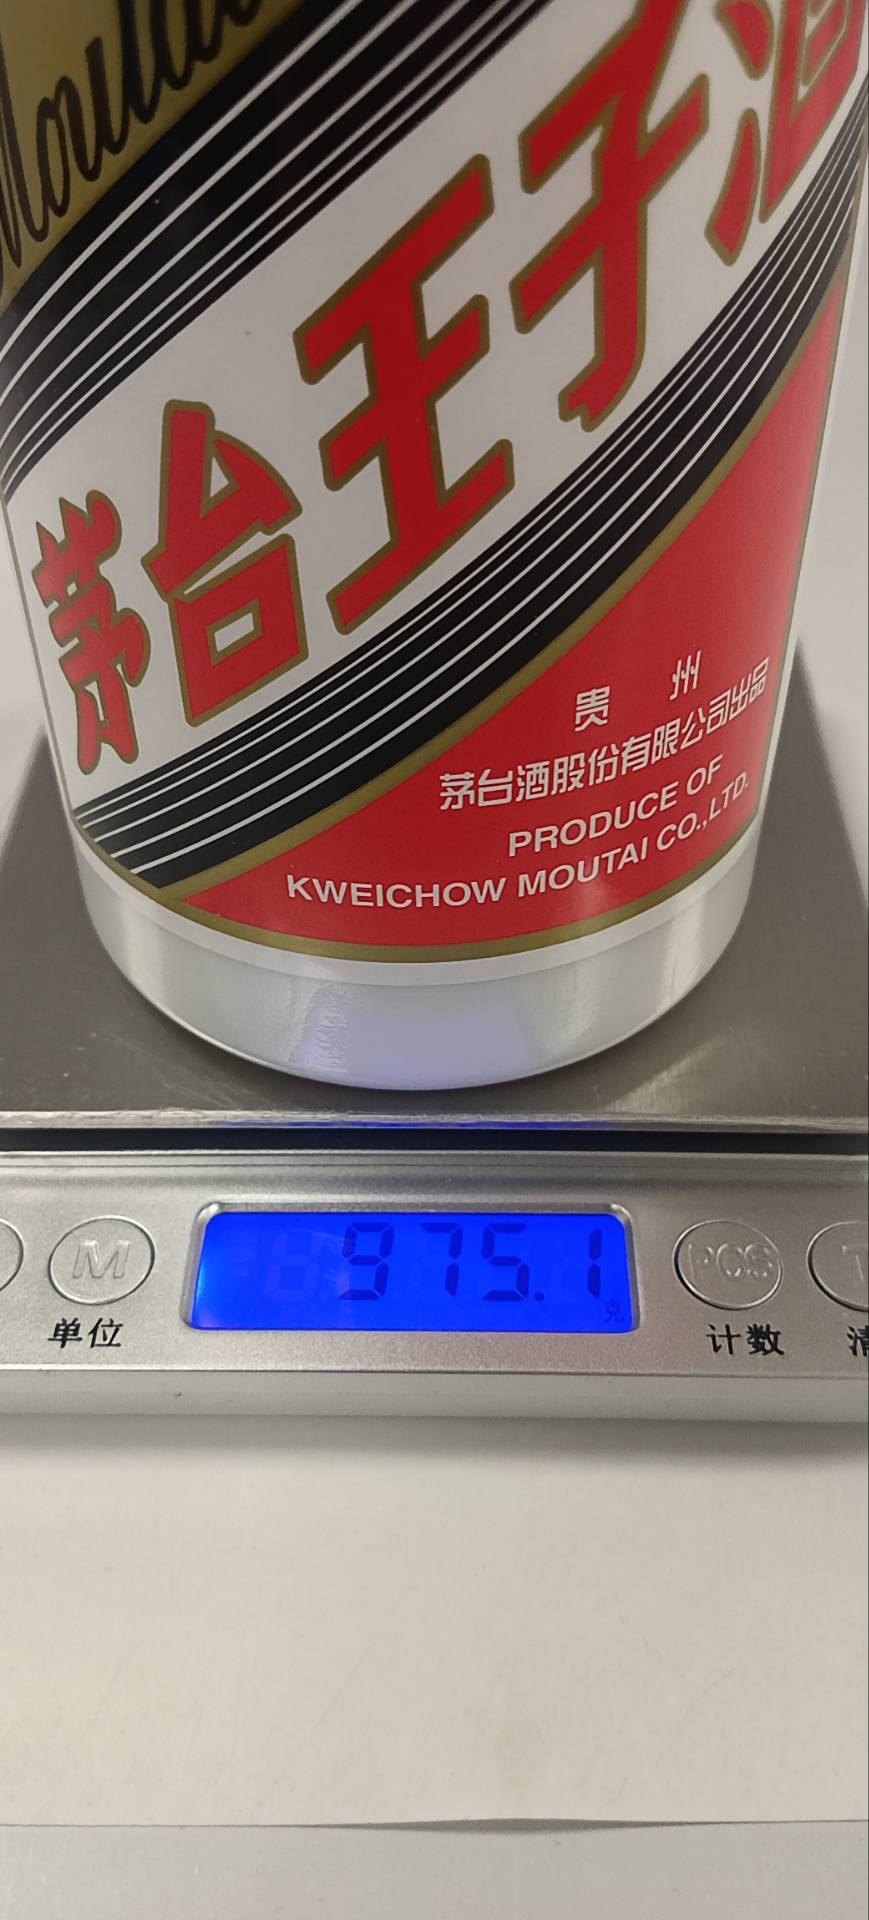 Moutai
茅台王子酒
贵州
茅台酒股份有限公司出品
PRODUCE OF
KWEICHOW MOUTAI CO.,LTD.
975.1
克
M
PCS
T
单位
计数
清